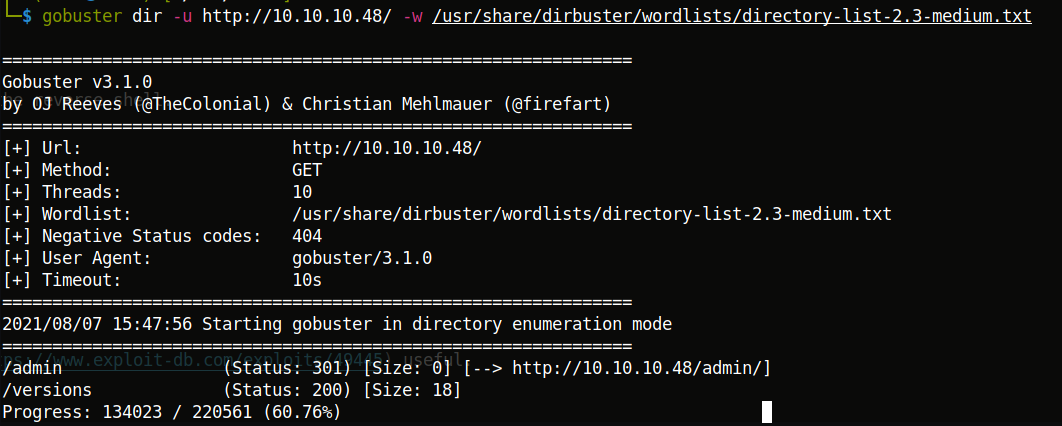 $ gobuster dir -u http://10.10.10.48/ -w /usr/share/dirbuster/wordlists/directory-list-2.3-medium.txt
===============================================================
Gobuster v3.1.0
by OJ Reeves (@TheColonial) & Christian Mehlmauer (@firefart)
===============================================================
[+] Url: http://10.10.10.48/
[+] Method: GET
[+] Threads: 10
[+] Wordlist: /usr/share/dirbuster/wordlists/directory-list-2.3-medium.txt
[+] Negative Status codes: 404
[+] User Agent: gobuster/3.1.0
[+] Timeout: 10s
===============================================================
2021/08/07 15:47:56 Starting gobuster in directory enumeration mode
===============================================================
/admin (Status: 301) [Size: 0] [--> http://10.10.10.48/admin/]
/versions (Status: 200) [Size: 18]
Progress: 134023 / 220561 (60.76%)